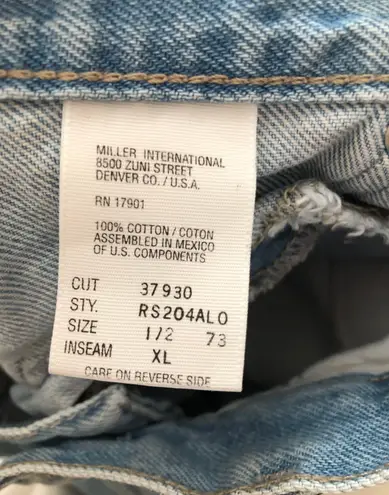 MILLER INTERNATIONAL
8500 ZUNI STREET
DENVER CO. / U.S.A.
RN 17901
100% COTTON / COTON
ASSEMBLED IN MEXICO
OF U.S. COMPONENTS
CUT 37930
STY. RS204ALO
SIZE 1/2 73
INSEAM XL
CARE ON REVERSE SIDE